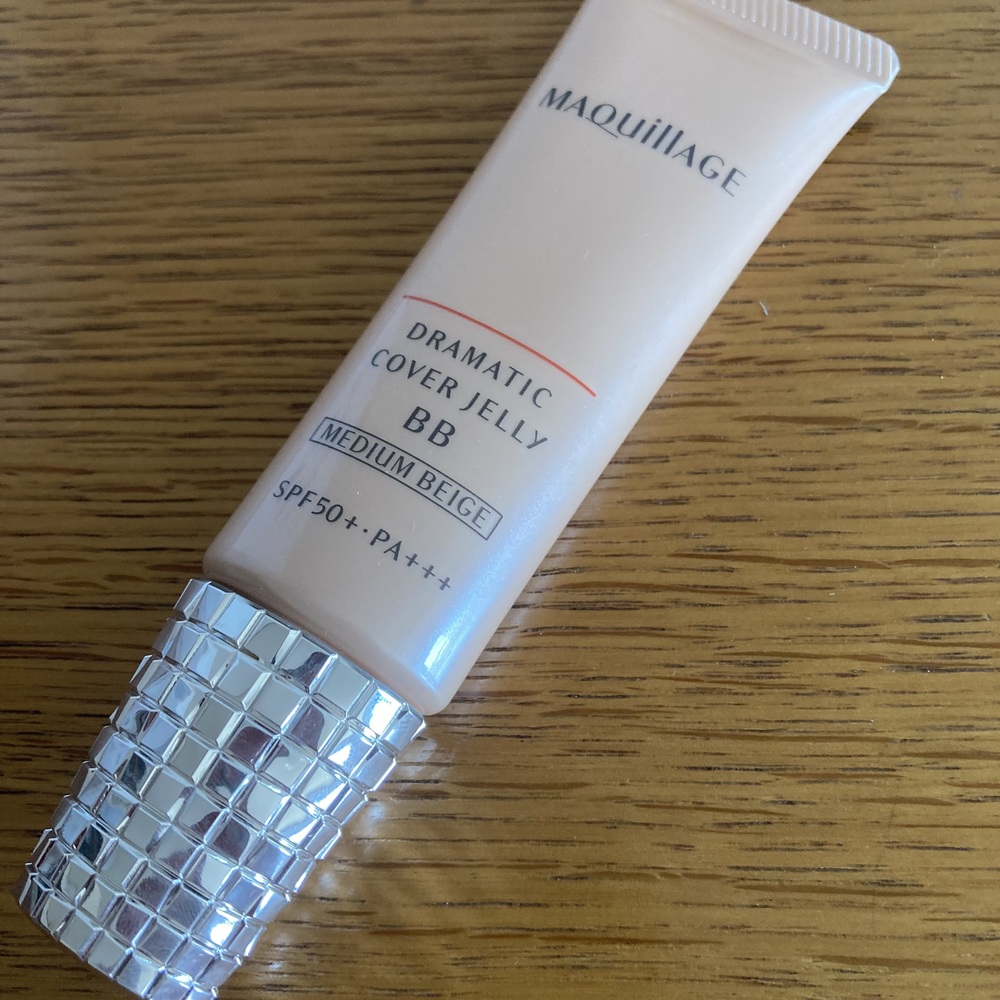 MAQuillAGE
DRAMATIC
COVER JELLY
BB
MEDIUM BEIGE
SPF50+・PA+++